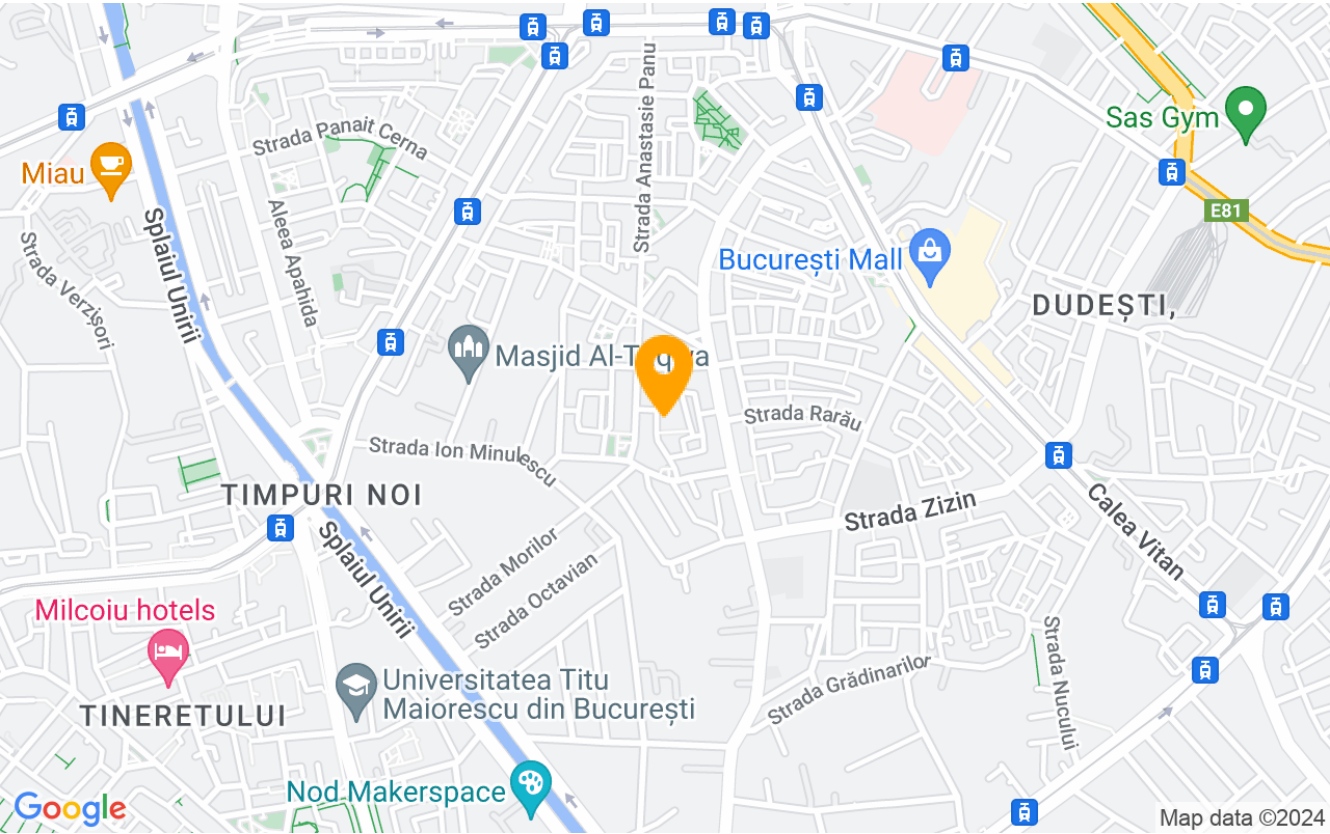 Strada Anastasie Panu
Sas Gym
Strada Panait Cerna
Miau
E81
Splaiul Unirii
Aleea Apahida
Strada Verzișori
București Mall
DUDEȘTI,
Masjid Al-Taqwa
Strada Rarău
Strada Ion Minulescu
TIMPURI NOI
Strada Zizin
Calea Vitan
Splaiul Unirii
Strada Morilor
Strada Octavian
Milcoiu hotels
Strada Nucului
Strada Grădinarilor
Universitatea Titu
Maiorescu din București
TINERETULUI
Nod Makerspace
Google
Map data ©2024